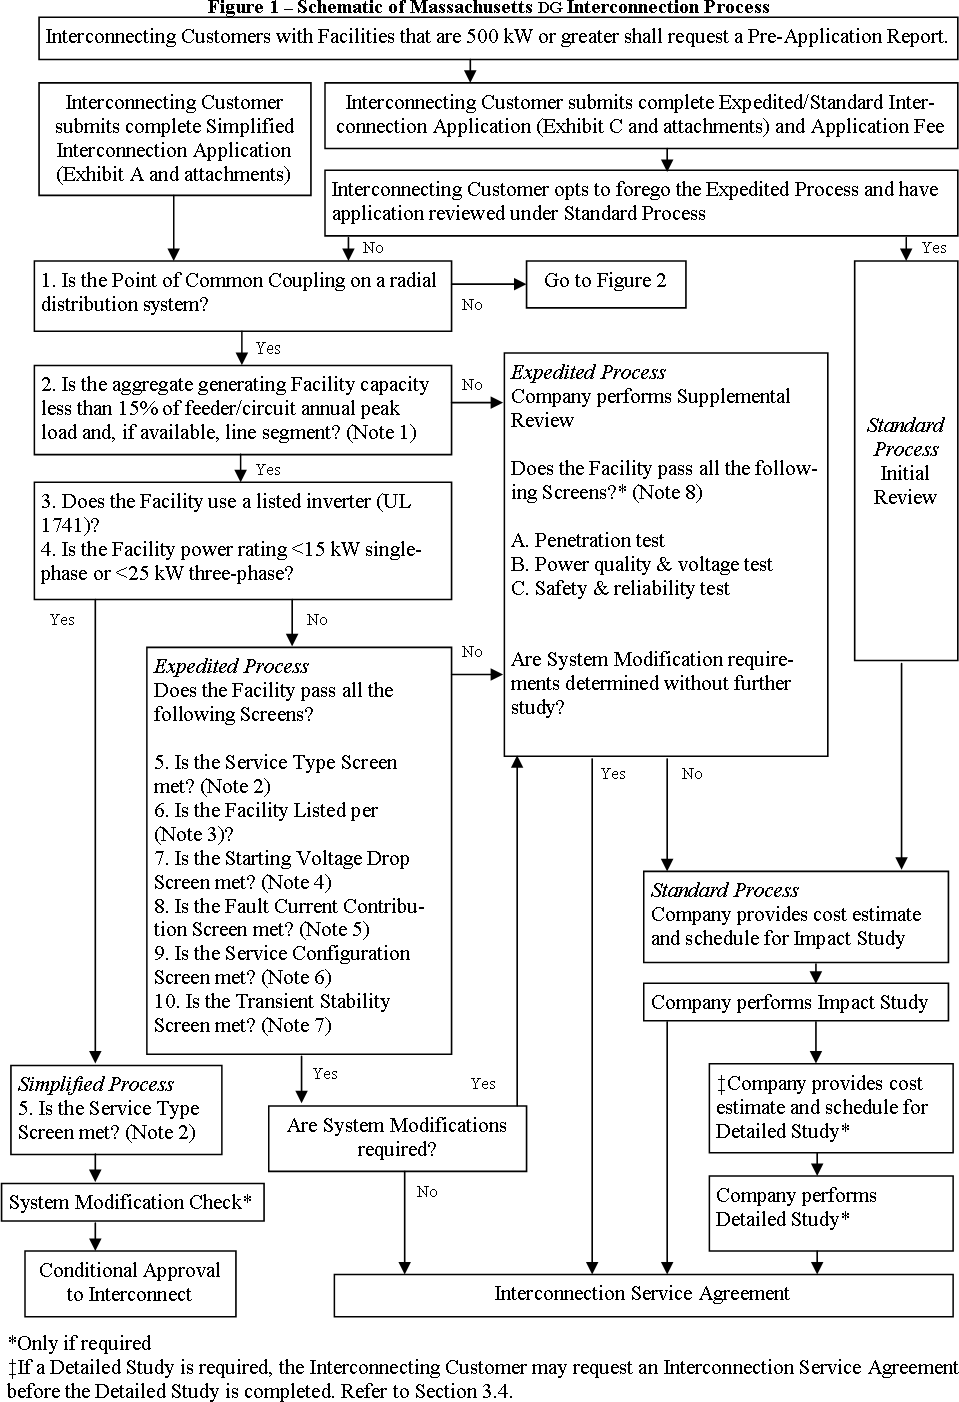 Figure 1 – Schematic of Massachusetts DG Interconnection Process
Interconnecting Customers with Facilities that are 500 kW or greater shall request a Pre-Application Report.
Interconnecting Customer
submits complete Simplified
Interconnection Application
(Exhibit A and attachments)
Interconnecting Customer submits complete Expedited/Standard Inter-
connection Application (Exhibit C and attachments) and Application Fee
Interconnecting Customer opts to forego the Expedited Process and have
application reviewed under Standard Process
No
Yes
1. Is the Point of Common Coupling on a radial
distribution system?
No
Go to Figure 2
Yes
2. Is the aggregate generating Facility capacity
less than 15% of feeder/circuit annual peak
load and, if available, line segment? (Note 1)
No
Yes
3. Does the Facility use a listed inverter (UL
1741)?
4. Is the Facility power rating <15 kW single-
phase or <25 kW three-phase?
Yes
No
Expedited Process
Company performs Supplemental
Review
Does the Facility pass all the follow-
ing Screens?* (Note 8)
A. Penetration test
B. Power quality & voltage test
C. Safety & reliability test
Are System Modification require-
ments determined without further
study?
Standard
Process
Initial
Review
Expedited Process
Does the Facility pass all the
following Screens?
5. Is the Service Type Screen
met? (Note 2)
6. Is the Facility Listed per
(Note 3)?
7. Is the Starting Voltage Drop
Screen met? (Note 4)
8. Is the Fault Current Contribu-
tion Screen met? (Note 5)
9. Is the Service Configuration
Screen met? (Note 6)
10. Is the Transient Stability
Screen met? (Note 7)
No
Yes
No
Yes
Yes
Standard Process
Company provides cost estimate
and schedule for Impact Study
Company performs Impact Study
‡Company provides cost
estimate and schedule for
Detailed Study*
Company performs
Detailed Study*
Simplified Process
5. Is the Service Type
Screen met? (Note 2)
System Modification Check*
Conditional Approval
to Interconnect
Are System Modifications
required?
No
Interconnection Service Agreement
*Only if required
‡If a Detailed Study is required, the Interconnecting Customer may request an Interconnection Service Agreement
before the Detailed Study is completed. Refer to Section 3.4.